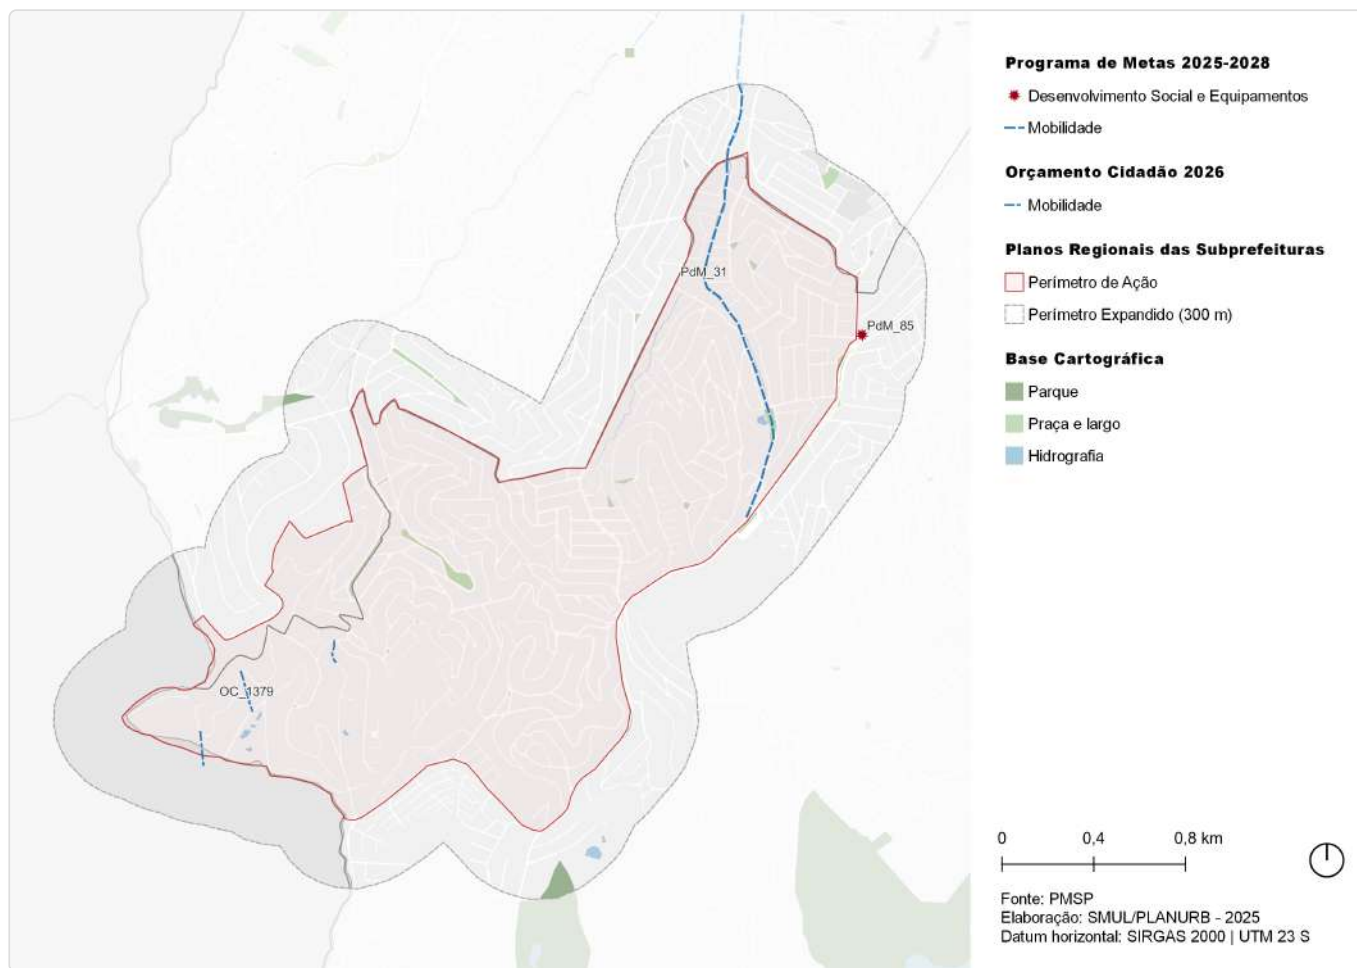 Programa de Metas 2025-2028
Desenvolvimento Social e Equipamentos
Mobilidade
Orçamento Cidadão 2026
Mobilidade
Planos Regionais das Subprefeituras
Perímetro de Ação
Perímetro Expandido (300 m)
Base Cartográfica
Parque
Praça e largo
Hidrografia
PdM_31
PdM_85
OC_1379
0 0,4 0,8 km
Fonte: PMSP
Elaboração: SMUL/PLANURB - 2025
Datum horizontal: SIRGAS 2000 | UTM 23 S